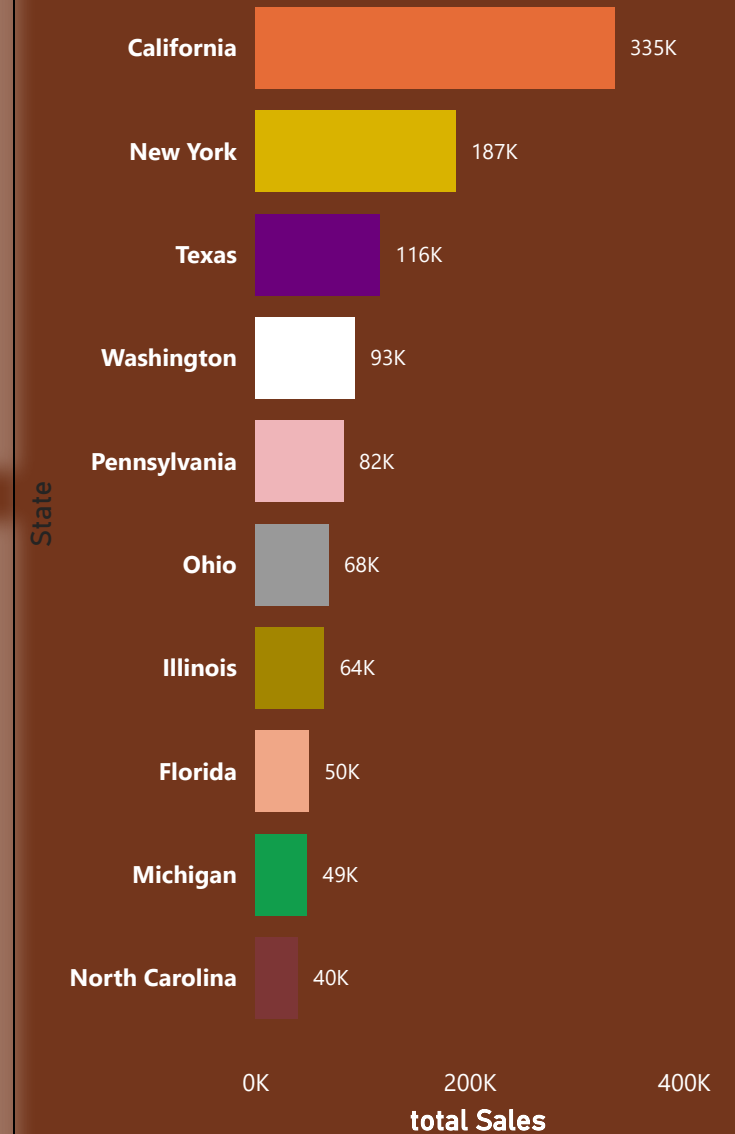 California 335K
New York 187K
Texas 116K
Washington 93K
Pennsylvania 82K
State
Ohio 68K
Illinois 64K
Florida 50K
Michigan 49K
North Carolina 40K
0K 200K 400K
total Sales